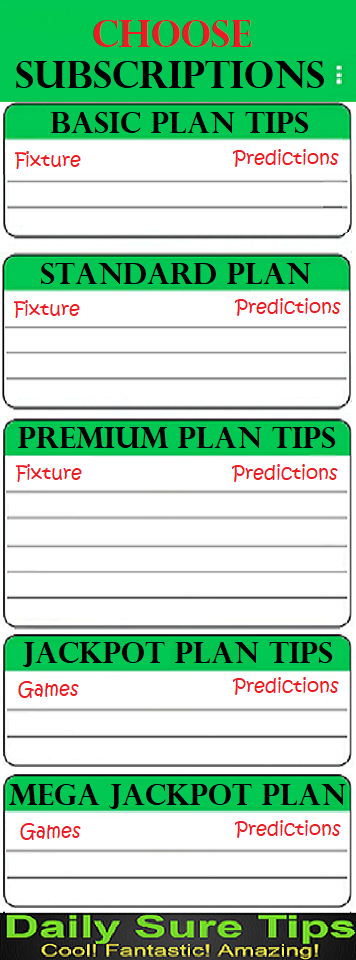 CHOOSE
SUBSCRIPTIONS
BASIC PLAN TIPS
Fixture Predictions
STANDARD PLAN
Fixture Predictions
PREMIUM PLAN TIPS
Fixture Predictions
JACKPOT PLAN TIPS
Games Predictions
MEGA JACKPOT PLAN
Games Predictions
Daily Sure Tips
Cool! Fantastic! Amazing!